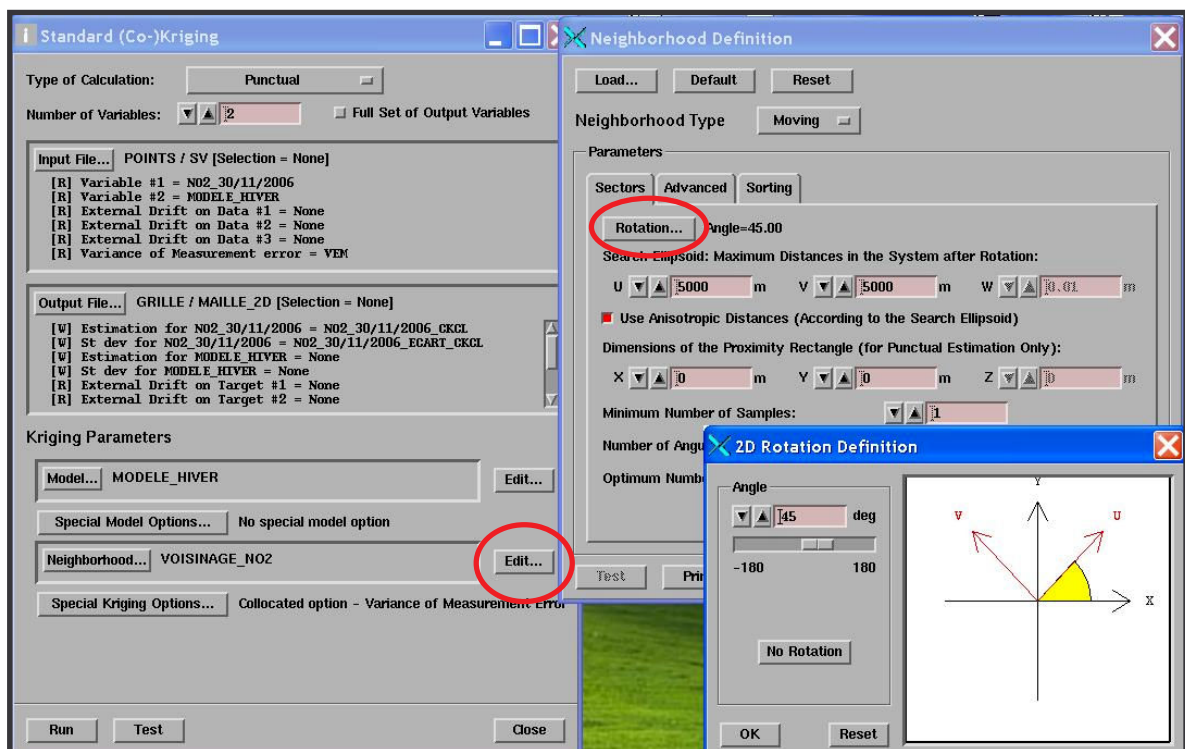 Standard (Co-)Kriging
Type of Calculation: Punctual
Number of Variables: 2 Full Set of Output Variables
Input File... POINTS / SV [Selection = None]
[R] Variable #1 = NO2_30/11/2006
[R] Variable #2 = MODELE_HIVER
[R] External Drift on Data #1 = None
[R] External Drift on Data #2 = None
[R] External Drift on Data #3 = None
[R] Variance of Measurement error = VEM
Output File... GRILLE / MAILLE_2D [Selection = None]
[W] Estimation for NO2_30/11/2006 = NO2_30/11/2006_CKCL
[W] St dev for NO2_30/11/2006 = NO2_30/11/2006_ECART_CKCL
[W] Estimation for MODELE_HIVER = None
[W] St dev for MODELE_HIVER = None
[R] External Drift on Target #1 = None
[R] External Drift on Target #2 = None
Kriging Parameters
Model... MODELE_HIVER Edit...
Special Model Options... No special model option
Neighborhood... VOISINAGE_NO2 Edit...
Special Kriging Options... Collocated option - Variance of Measurement Error
Run Test Close
Neighborhood Definition
Load... Default Reset
Neighborhood Type Moving
Parameters
Sectors Advanced Sorting
Rotation... Angle=45.00
Search Ellipsoid: Maximum Distances in the System after Rotation:
U 5000 m V 5000 m W 0.01 m
Use Anisotropic Distances (According to the Search Ellipsoid)
Dimensions of the Proximity Rectangle (for Punctual Estimation Only):
X 0 m Y 0 m Z 0 m
Minimum Number of Samples: 1
Number of Angu
Optimum Numb
Test Prin
2D Rotation Definition
Angle
45 deg
-180 180
No Rotation
OK Reset
Y
V U
X